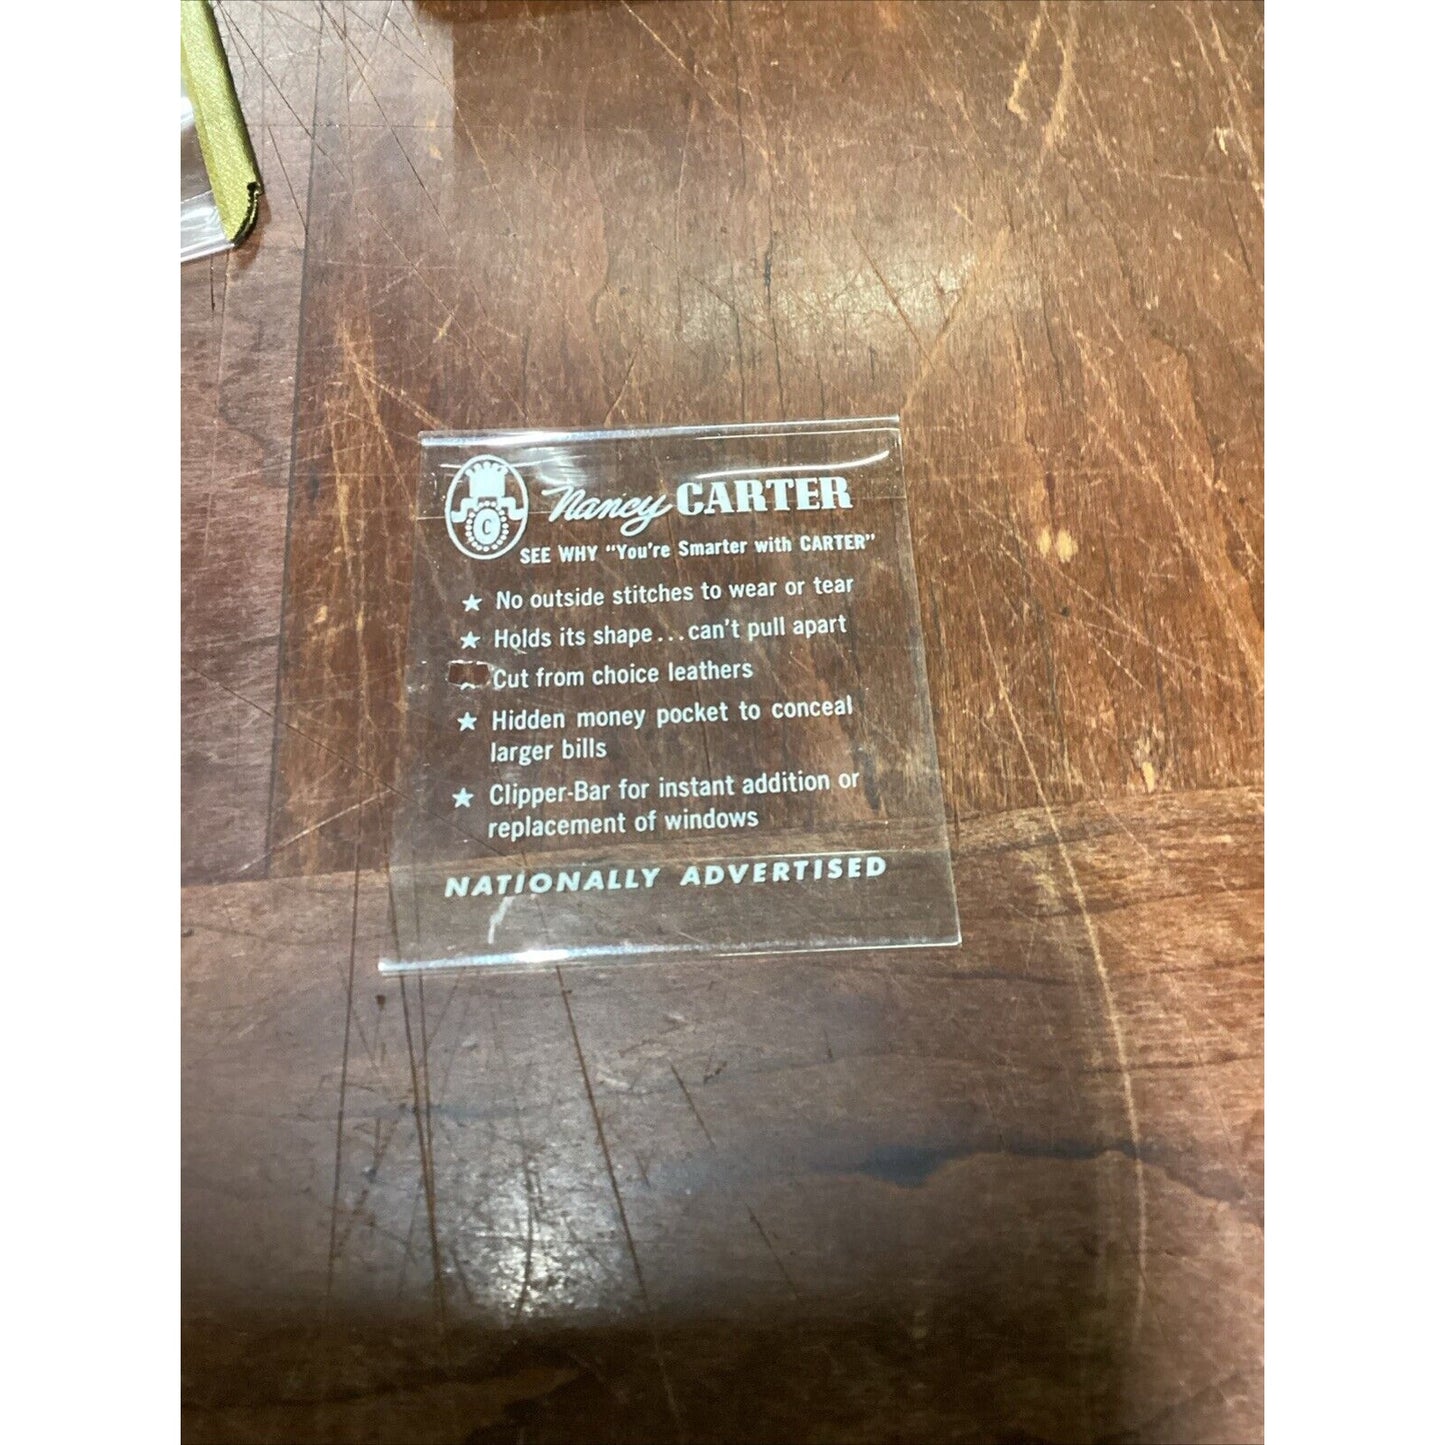 C
Nancy CARTER
SEE WHY "You're Smarter with CARTER"
★ No outside stitches to wear or tear
★ Holds its shape...can't pull apart
Cut from choice leathers
★ Hidden money pocket to conceal
larger bills
★ Clipper-Bar for instant addition or
replacement of windows
NATIONALLY ADVERTISED